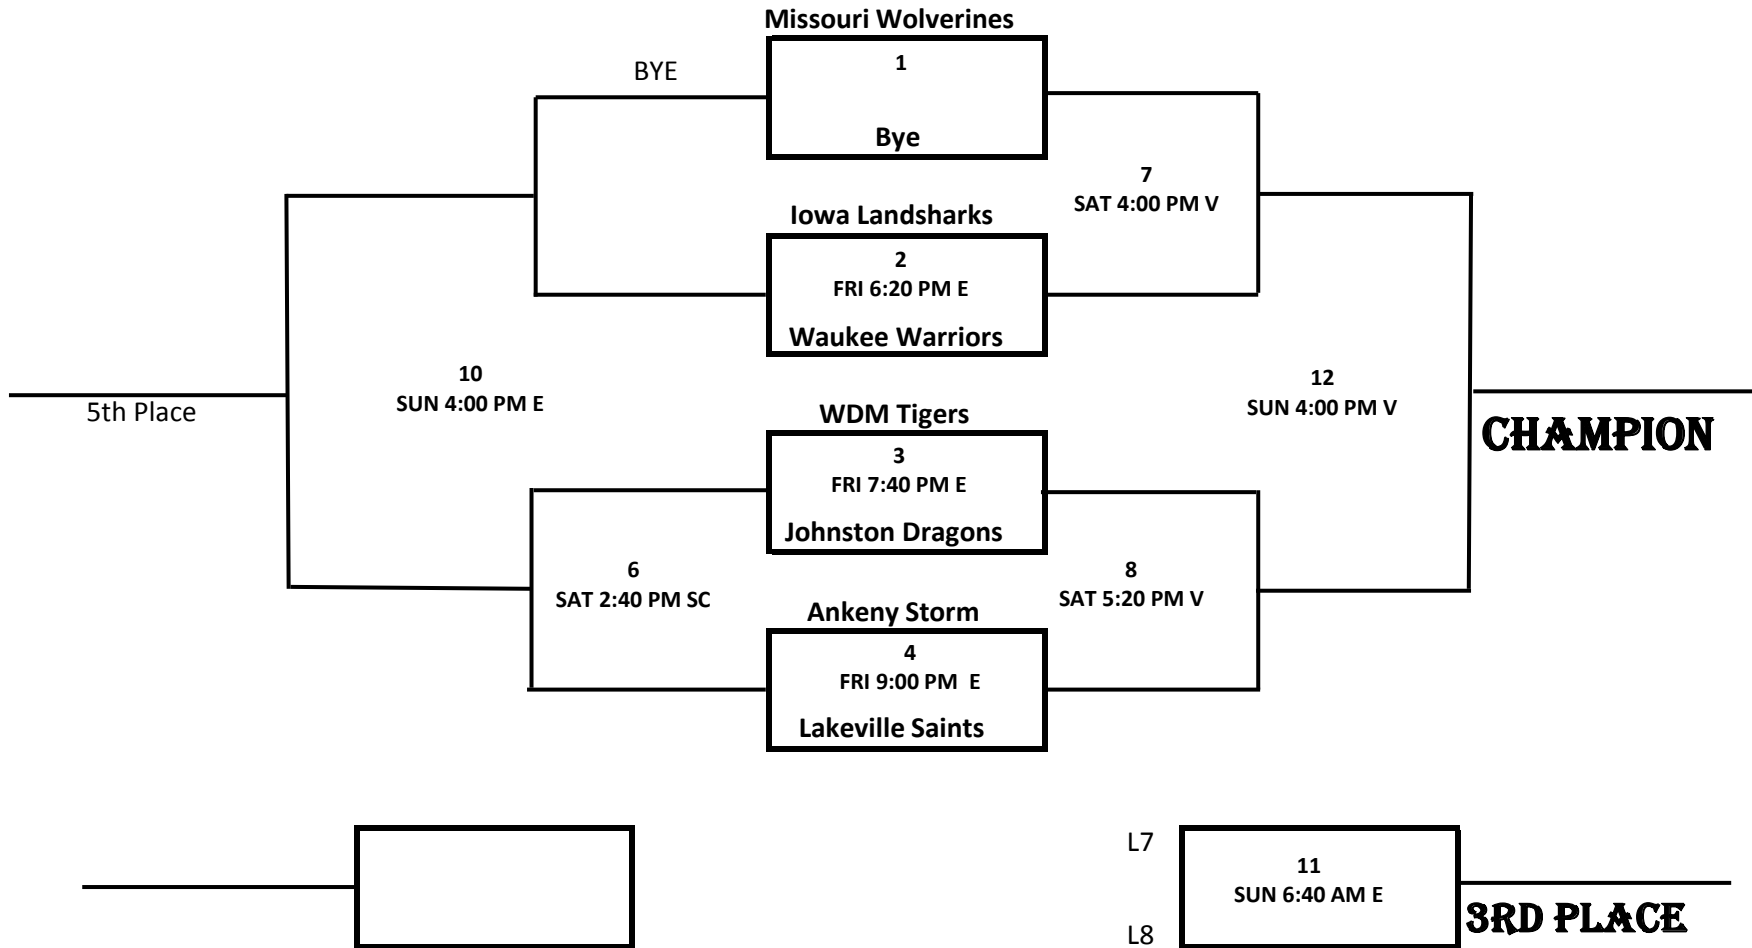 Missouri Wolverines
1
BYE
Bye
7
SAT 4:00 PM V
Iowa Landsharks
2
FRI 6:20 PM E
Waukee Warriors
10
SUN 4:00 PM E
12
SUN 4:00 PM V
5th Place
CHAMPION
WDM Tigers
3
FRI 7:40 PM E
Johnston Dragons
6
SAT 2:40 PM SC
8
SAT 5:20 PM V
Ankeny Storm
4
FRI 9:00 PM  E
Lakeville Saints
L7
11
SUN 6:40 AM E
3RD PLACE
L8